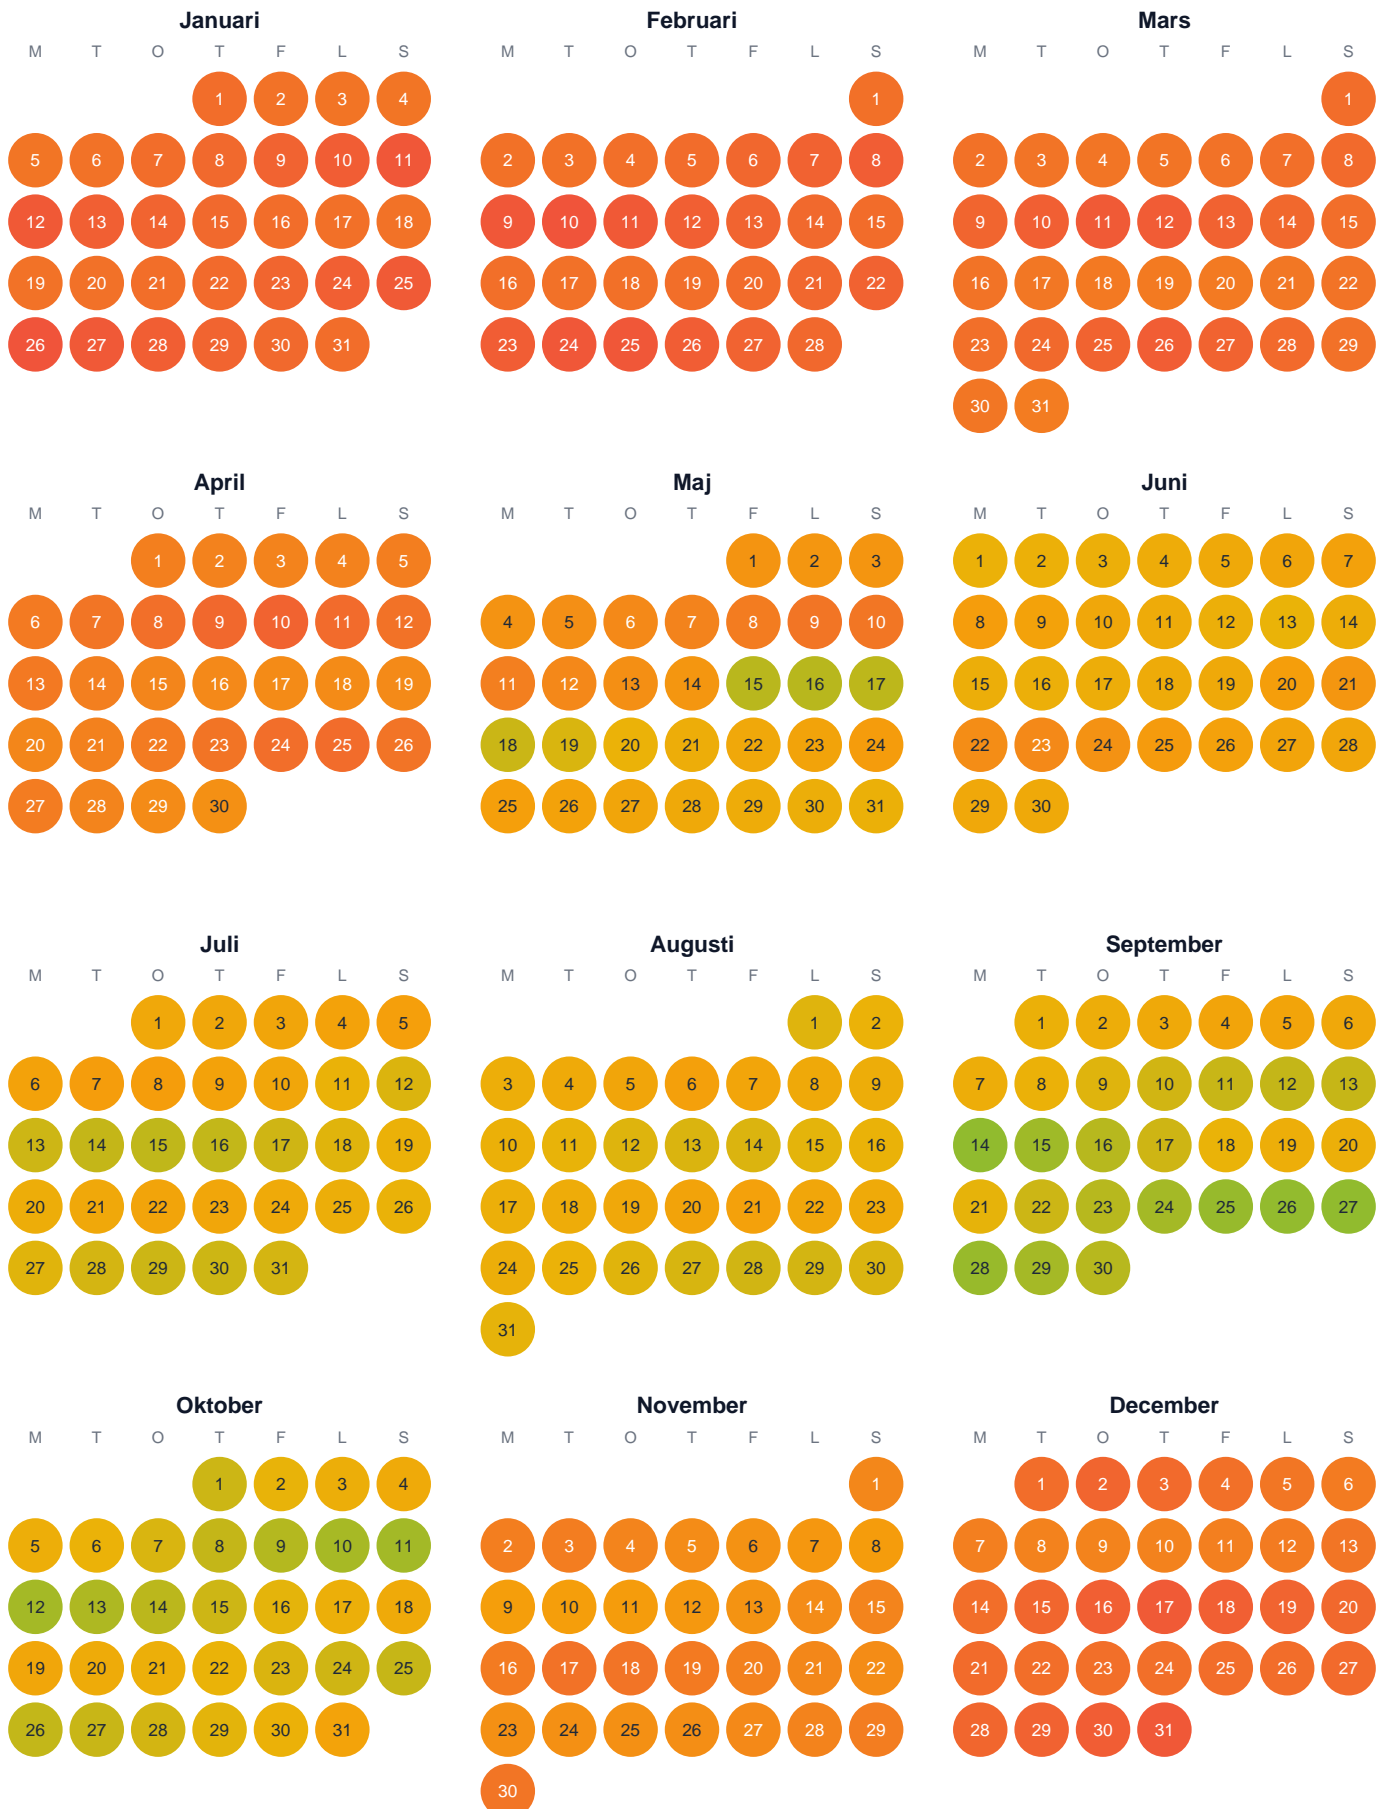 Januari Februari Mars
M T O T F L S M T O T F L S M T O T F L S
1 2 3 4 1 1
5 6 7 8 9 10 11 2 3 4 5 6 7 8 2 3 4 5 6 7 8
12 13 14 15 16 17 18 9 10 11 12 13 14 15 9 10 11 12 13 14 15
19 20 21 22 23 24 25 16 17 18 19 20 21 22 16 17 18 19 20 21 22
26 27 28 29 30 31 23 24 25 26 27 28 23 24 25 26 27 28 29
30 31
April Maj Juni
M T O T F L S M T O T F L S M T O T F L S
1 2 3 4 5 1 2 3 1 2 3 4 5 6 7
6 7 8 9 10 11 12 4 5 6 7 8 9 10 8 9 10 11 12 13 14
13 14 15 16 17 18 19 11 12 13 14 15 16 17 15 16 17 18 19 20 21
20 21 22 23 24 25 26 18 19 20 21 22 23 24 22 23 24 25 26 27 28
27 28 29 30 25 26 27 28 29 30 31 29 30
Juli Augusti September
M T O T F L S M T O T F L S M T O T F L S
1 2 3 4 5 1 2 1 2 3 4 5 6
6 7 8 9 10 11 12 3 4 5 6 7 8 9 7 8 9 10 11 12 13
13 14 15 16 17 18 19 10 11 12 13 14 15 16 14 15 16 17 18 19 20
20 21 22 23 24 25 26 17 18 19 20 21 22 23 21 22 23 24 25 26 27
27 28 29 30 31 24 25 26 27 28 29 30 28 29 30
31
Oktober November December
M T O T F L S M T O T F L S M T O T F L S
1 2 3 4 1 1 2 3 4 5 6
5 6 7 8 9 10 11 2 3 4 5 6 7 8 7 8 9 10 11 12 13
12 13 14 15 16 17 18 9 10 11 12 13 14 15 14 15 16 17 18 19 20
19 20 21 22 23 24 25 16 17 18 19 20 21 22 21 22 23 24 25 26 27
26 27 28 29 30 31 23 24 25 26 27 28 29 28 29 30 31
30